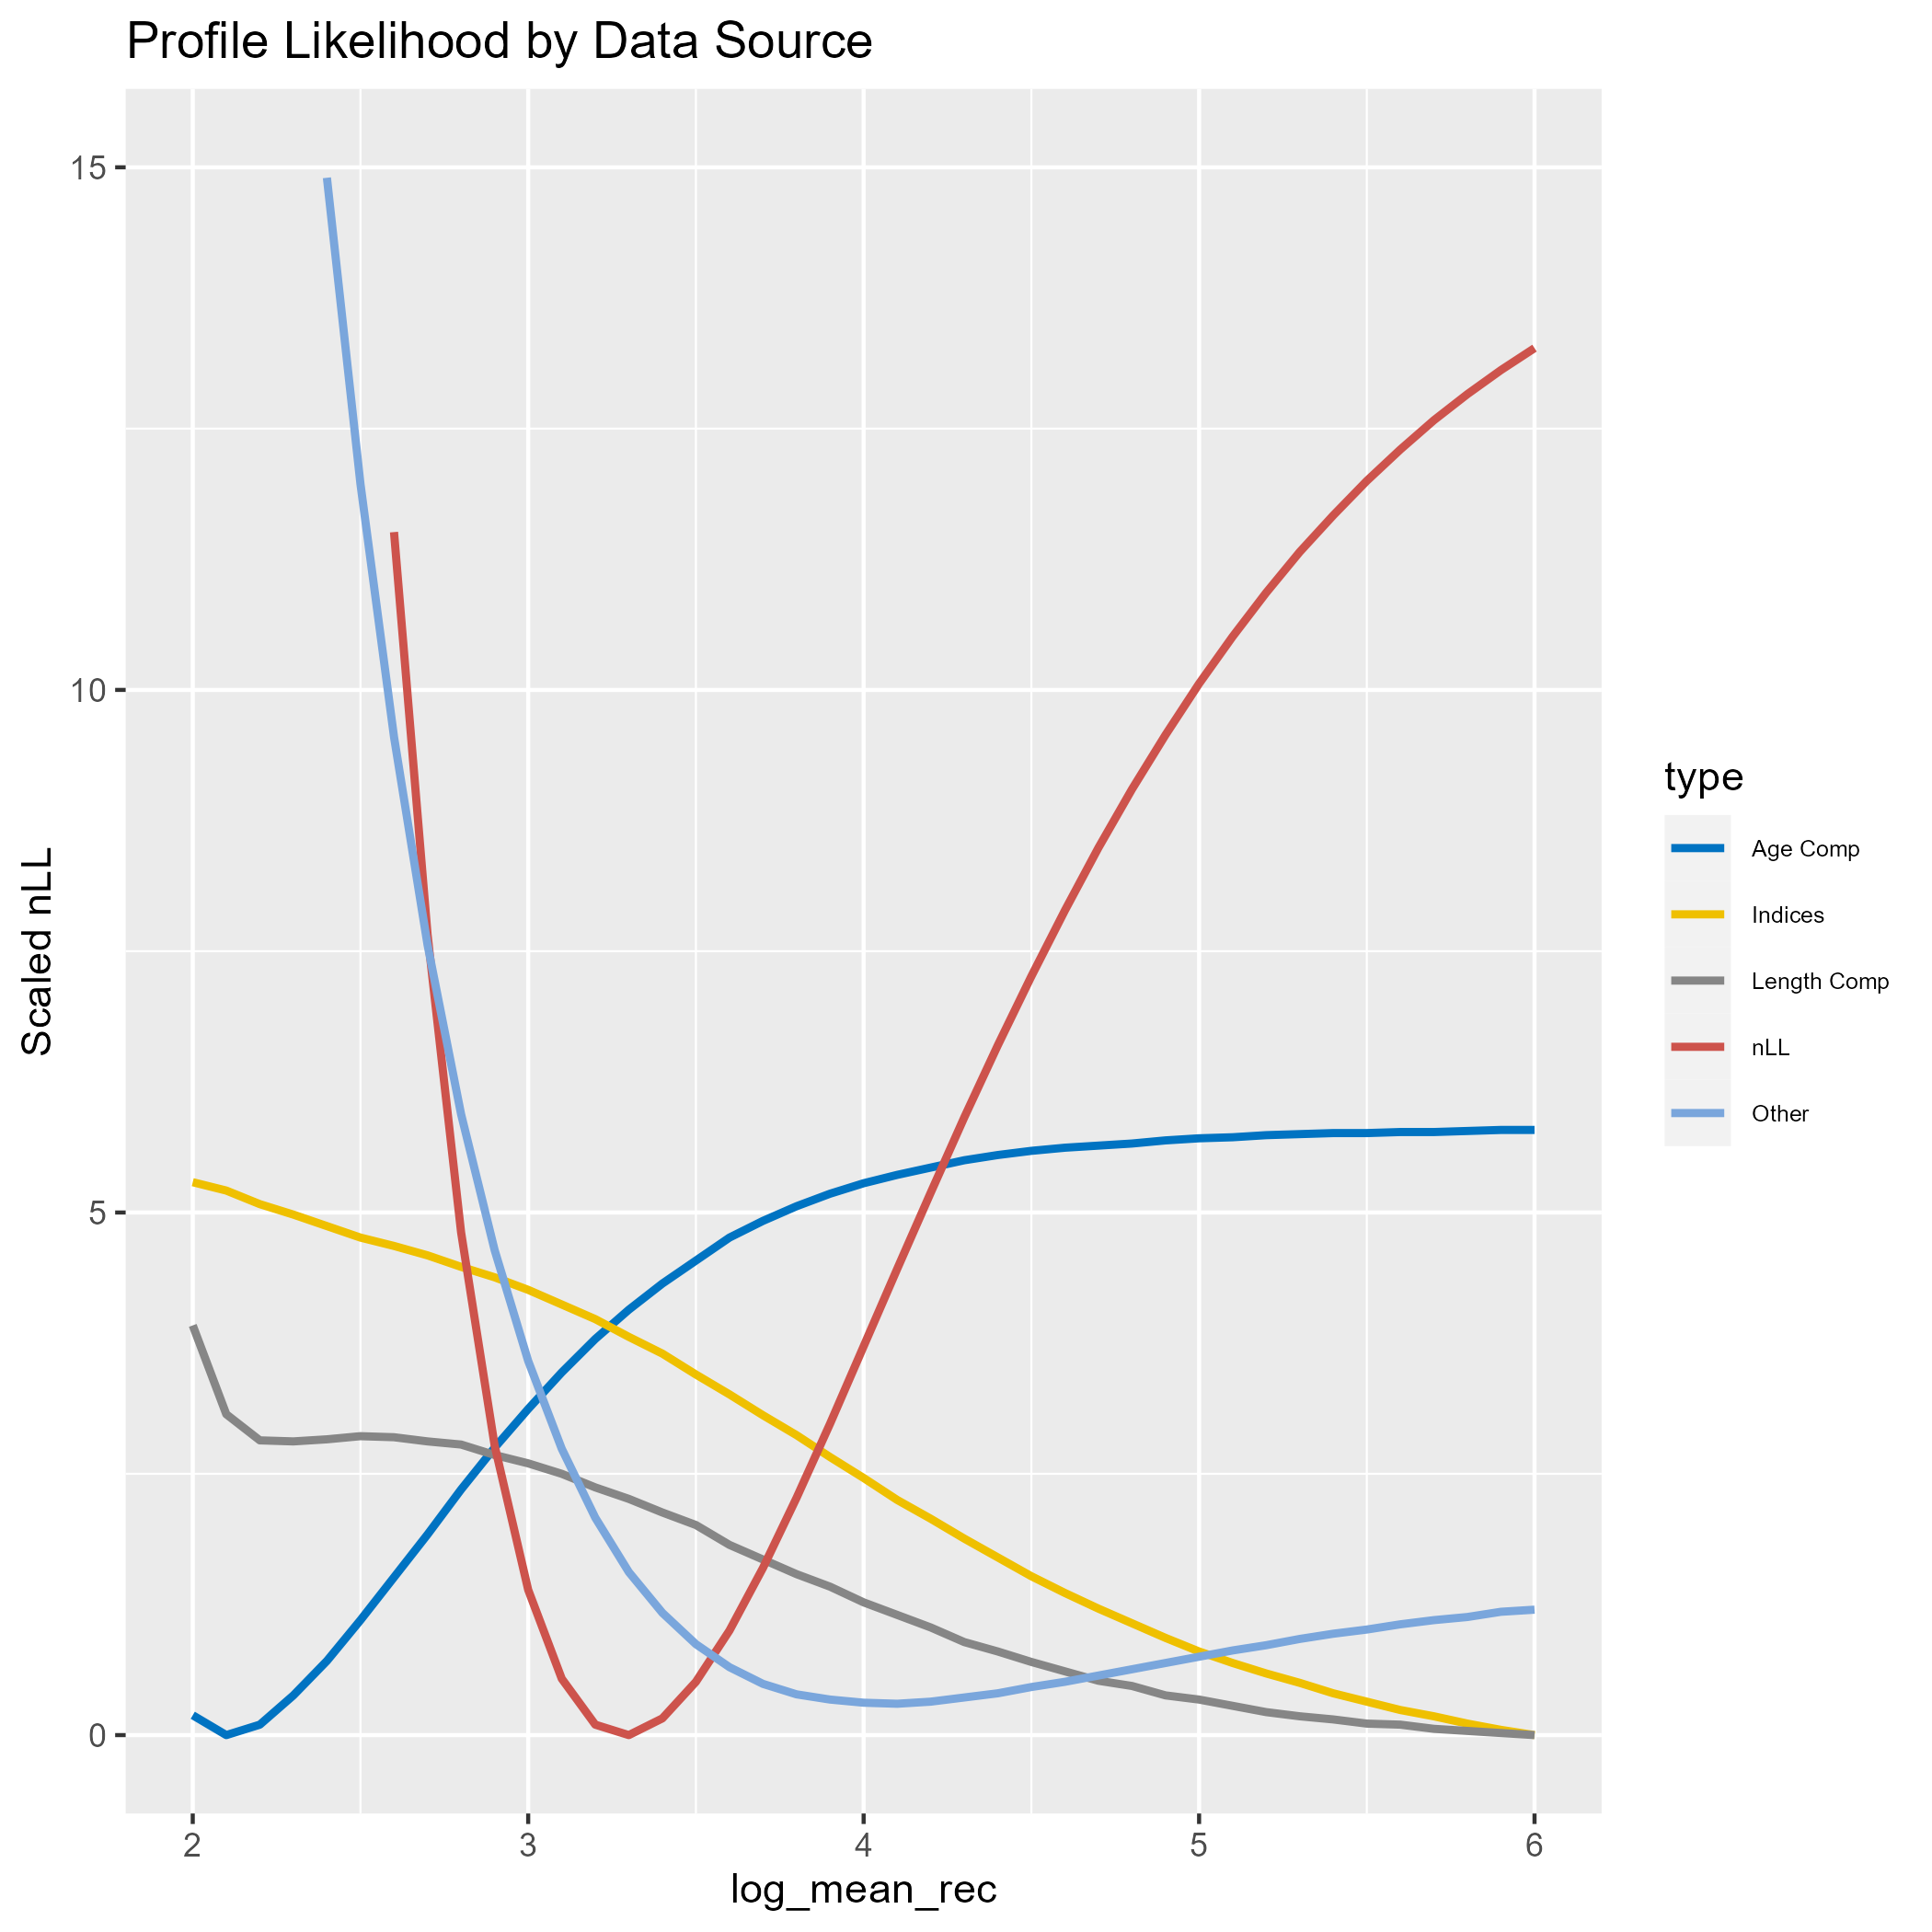 Profile Likelihood by Data Source
15
10
5
0
Scaled nLL
2 3 4 5 6
log_mean_rec
type
Age Comp
Indices
Length Comp
nLL
Other